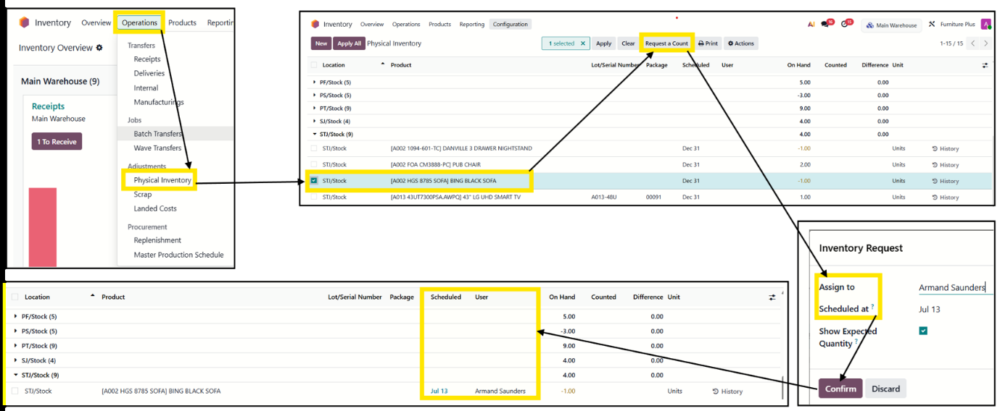 Inventory Overview Operations Products Reportin
Inventory Overview
Main Warehouse (9)
Receipts
Main Warehouse
1 To Receive
Transfers
Receipts
Deliveries
Internal
Manufacturings
Jobs
Batch Transfers
Wave Transfers
Adjustments
Physical Inventory
Scrap
Landed Costs
Procurement
Replenishment
Master Production Schedule
Inventory Overview Operations Products Reporting Configuration AI 16 15 Main Warehouse Furniture Plus A
New Apply All Physical Inventory 1 selected × Apply Clear Request a Count Print Actions 1-15 / 15
Location Product Lot/Serial Number Package Scheduled User On Hand Counted Difference Unit
PF/Stock (5) 5.00 0.00
PS/Stock (5) -3.00 0.00
PT/Stock (9) 9.00 0.00
SJ/Stock (4) 4.00 0.00
STJ/Stock (9) 4.00 0.00
STJ/Stock [A002 1094-601-TC] DANVILLE 3 DRAWER NIGHTSTAND Dec 31 -1.00 Units History
STJ/Stock [A002 FOA CM3888-PC] PUB CHAIR Dec 31 2.00 Units History
STJ/Stock [A002 HGS 8785 SOFA] BING BLACK SOFA Dec 31 -1.00 Units History
STJ/Stock [A013 43UT7300PSA.AWPQ] 43" LG UHD SMART TV A013-48U 00091 Dec 31 1.00 Units History
Inventory Request
Assign to Armand Saunders
Scheduled at ? Jul 13
Show Expected
Quantity ?
Confirm Discard
Location Product Lot/Serial Number Package Scheduled User On Hand Counted Difference Unit
PF/Stock (5) 5.00 0.00
PS/Stock (5) -3.00 0.00
PT/Stock (9) 9.00 0.00
SJ/Stock (4) 4.00 0.00
STJ/Stock (9) 4.00 0.00
STJ/Stock [A002 HGS 8785 SOFA] BING BLACK SOFA Jul 13 Armand Saunders -1.00 Units History